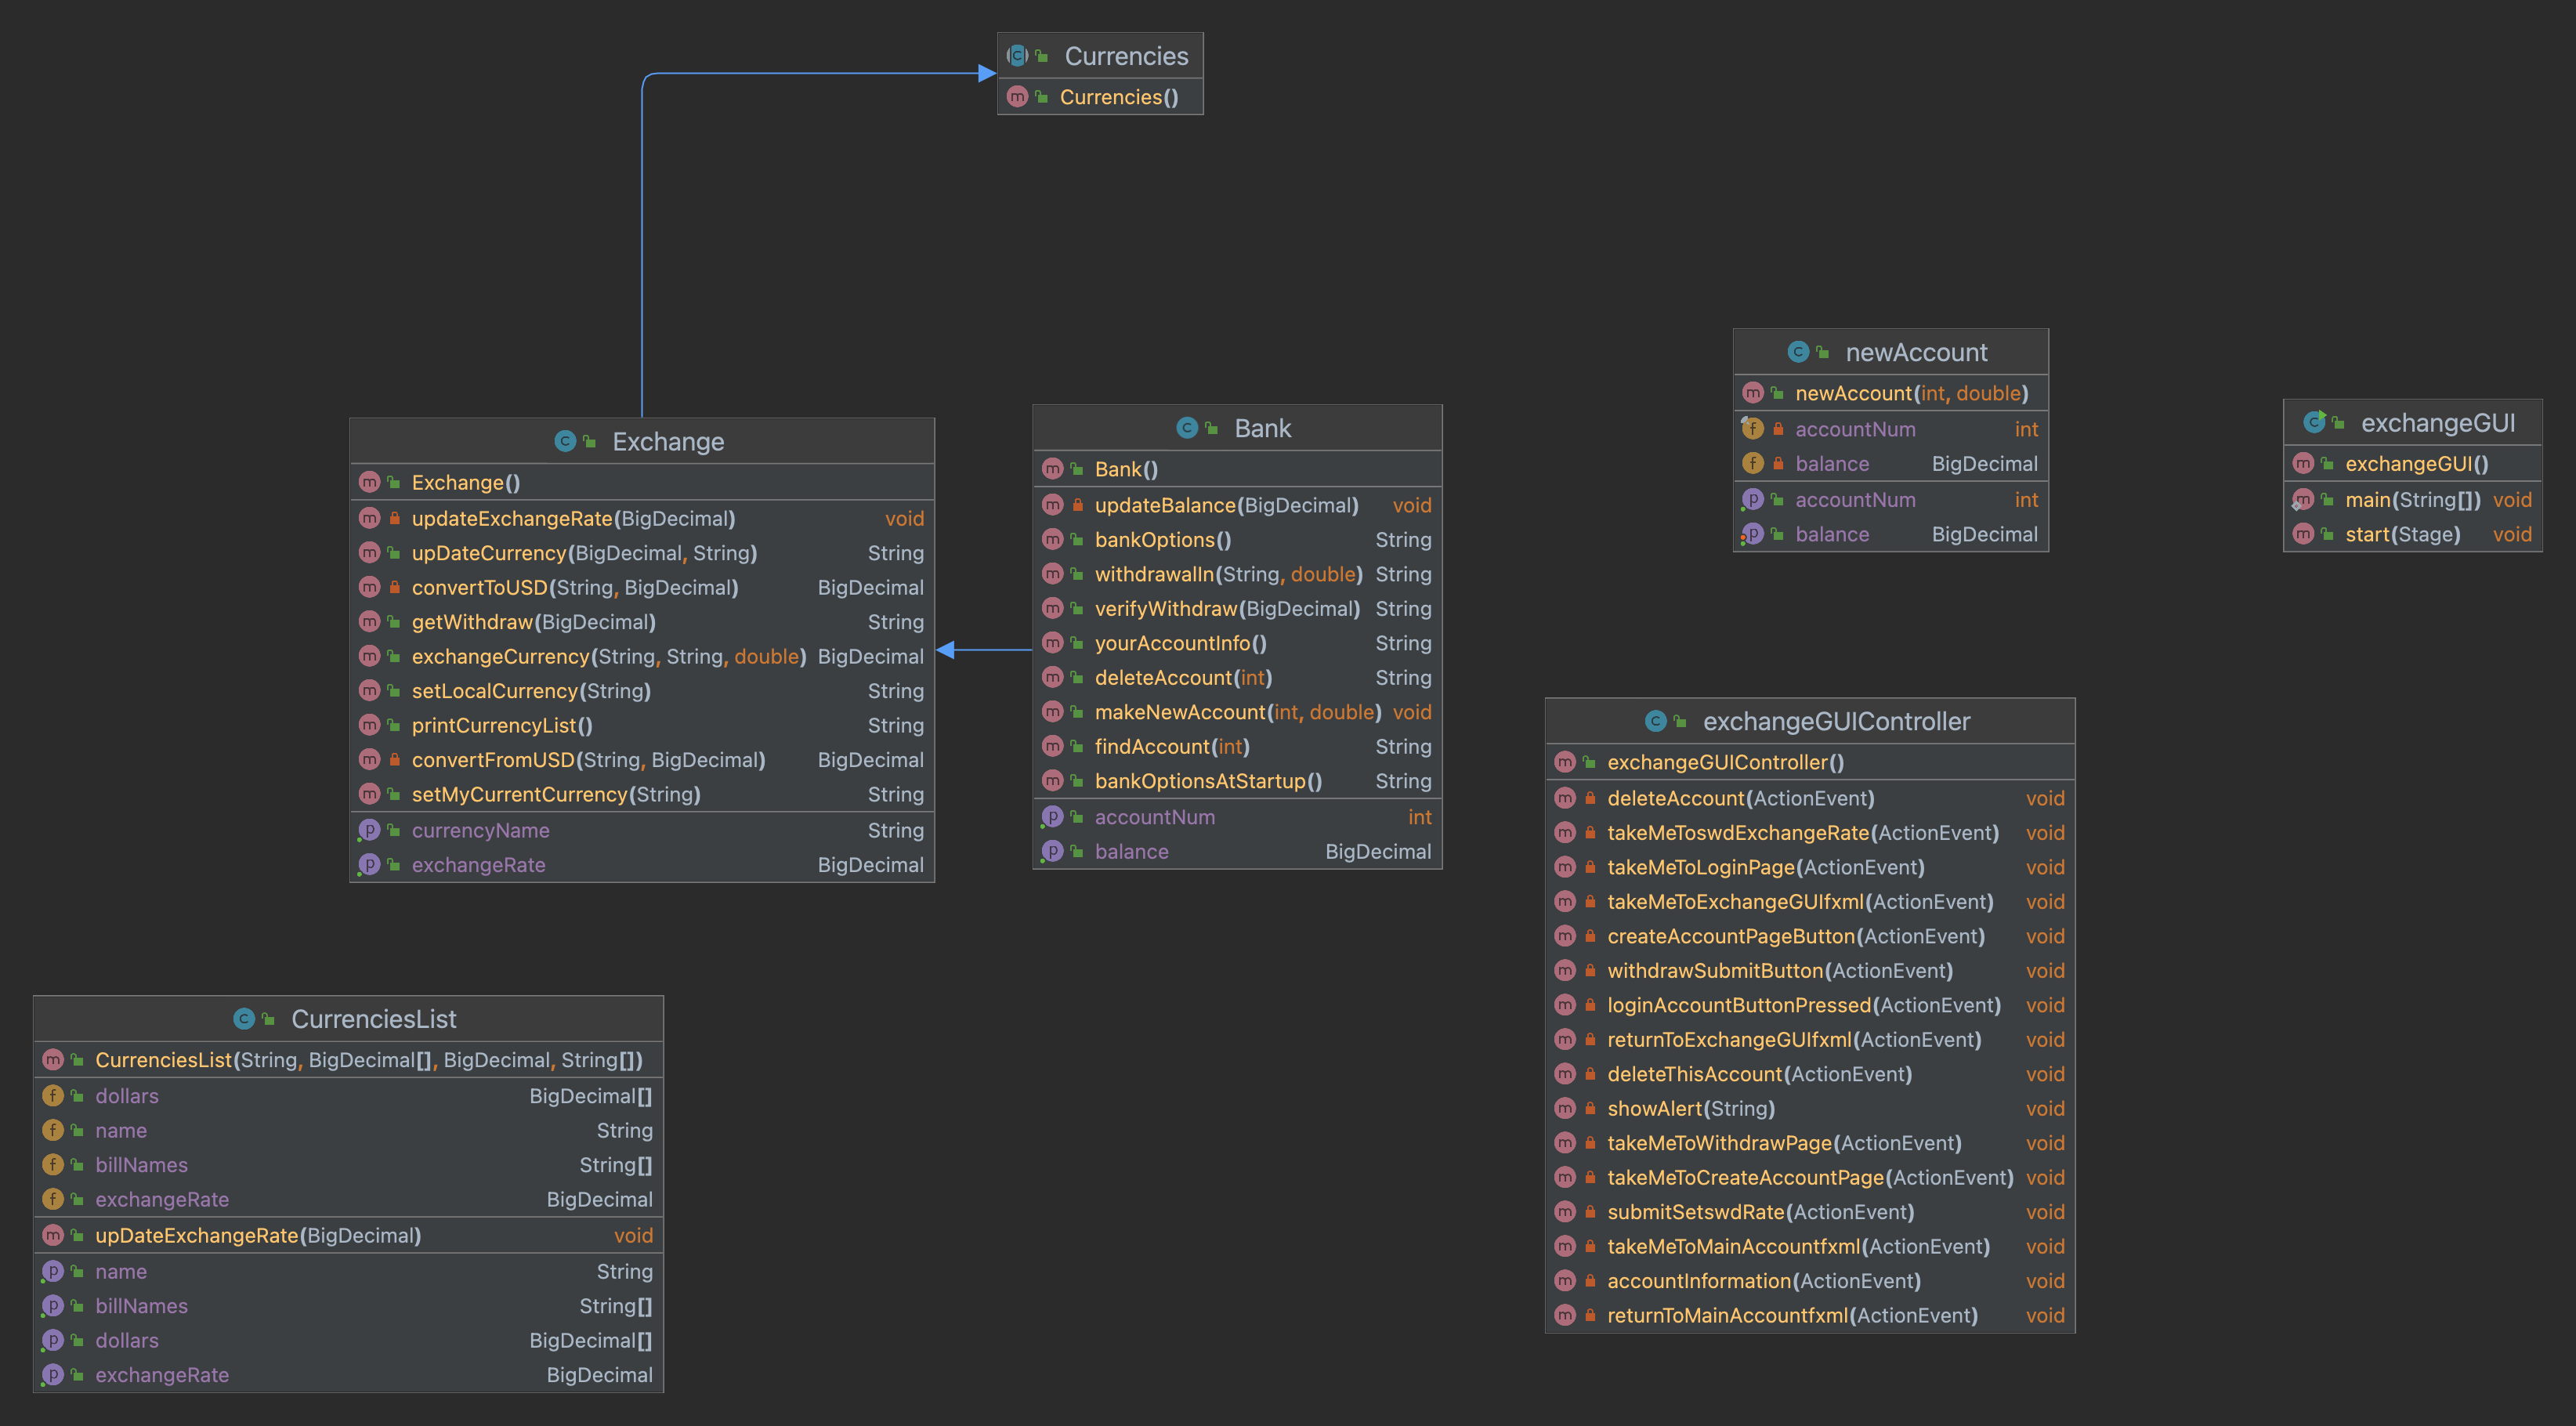 Currencies
Currencies()
Exchange
Exchange()
updateExchangeRate(BigDecimal) void
upDateCurrency(BigDecimal, String) String
convertToUSD(String, BigDecimal) BigDecimal
getWithdraw(BigDecimal) String
exchangeCurrency(String, String, double) BigDecimal
setLocalCurrency(String) String
printCurrencyList() String
convertFromUSD(String, BigDecimal) BigDecimal
setMyCurrentCurrency(String) String
currencyName String
exchangeRate BigDecimal
Bank
Bank()
updateBalance(BigDecimal) void
bankOptions() String
withdrawalIn(String, double) String
verifyWithdraw(BigDecimal) String
yourAccountInfo() String
deleteAccount(int) String
makeNewAccount(int, double) void
findAccount(int) String
bankOptionsAtStartup() String
accountNum int
balance BigDecimal
newAccount
newAccount(int, double)
accountNum int
balance BigDecimal
accountNum int
balance BigDecimal
exchangeGUI
exchangeGUI()
main(String[]) void
start(Stage) void
exchangeGUIController
exchangeGUIController()
deleteAccount(ActionEvent) void
takeMeToswdExchangeRate(ActionEvent) void
takeMeToLoginPage(ActionEvent) void
takeMeToExchangeGUIfxml(ActionEvent) void
createAccountPageButton(ActionEvent) void
withdrawSubmitButton(ActionEvent) void
loginAccountButtonPressed(ActionEvent) void
returnToExchangeGUIfxml(ActionEvent) void
deleteThisAccount(ActionEvent) void
showAlert(String) void
takeMeToWithdrawPage(ActionEvent) void
takeMeToCreateAccountPage(ActionEvent) void
submitSetswdRate(ActionEvent) void
takeMeToMainAccountfxml(ActionEvent) void
accountInformation(ActionEvent) void
returnToMainAccountfxml(ActionEvent) void
CurrenciesList
CurrenciesList(String, BigDecimal[], BigDecimal, String[])
dollars BigDecimal[]
name String
billNames String[]
exchangeRate BigDecimal
upDateExchangeRate(BigDecimal) void
name String
billNames String[]
dollars BigDecimal[]
exchangeRate BigDecimal